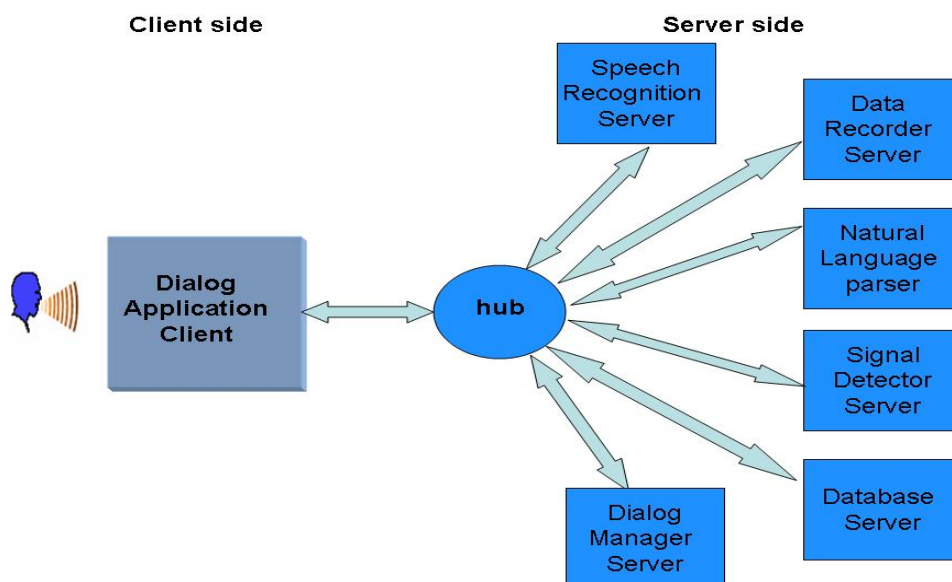 Client side
Server side
Speech
Recognition
Server
Data
Recorder
Server
Natural
Language
parser
Dialog
Application
Client
hub
Signal
Detector
Server
Database
Server
Dialog
Manager
Server